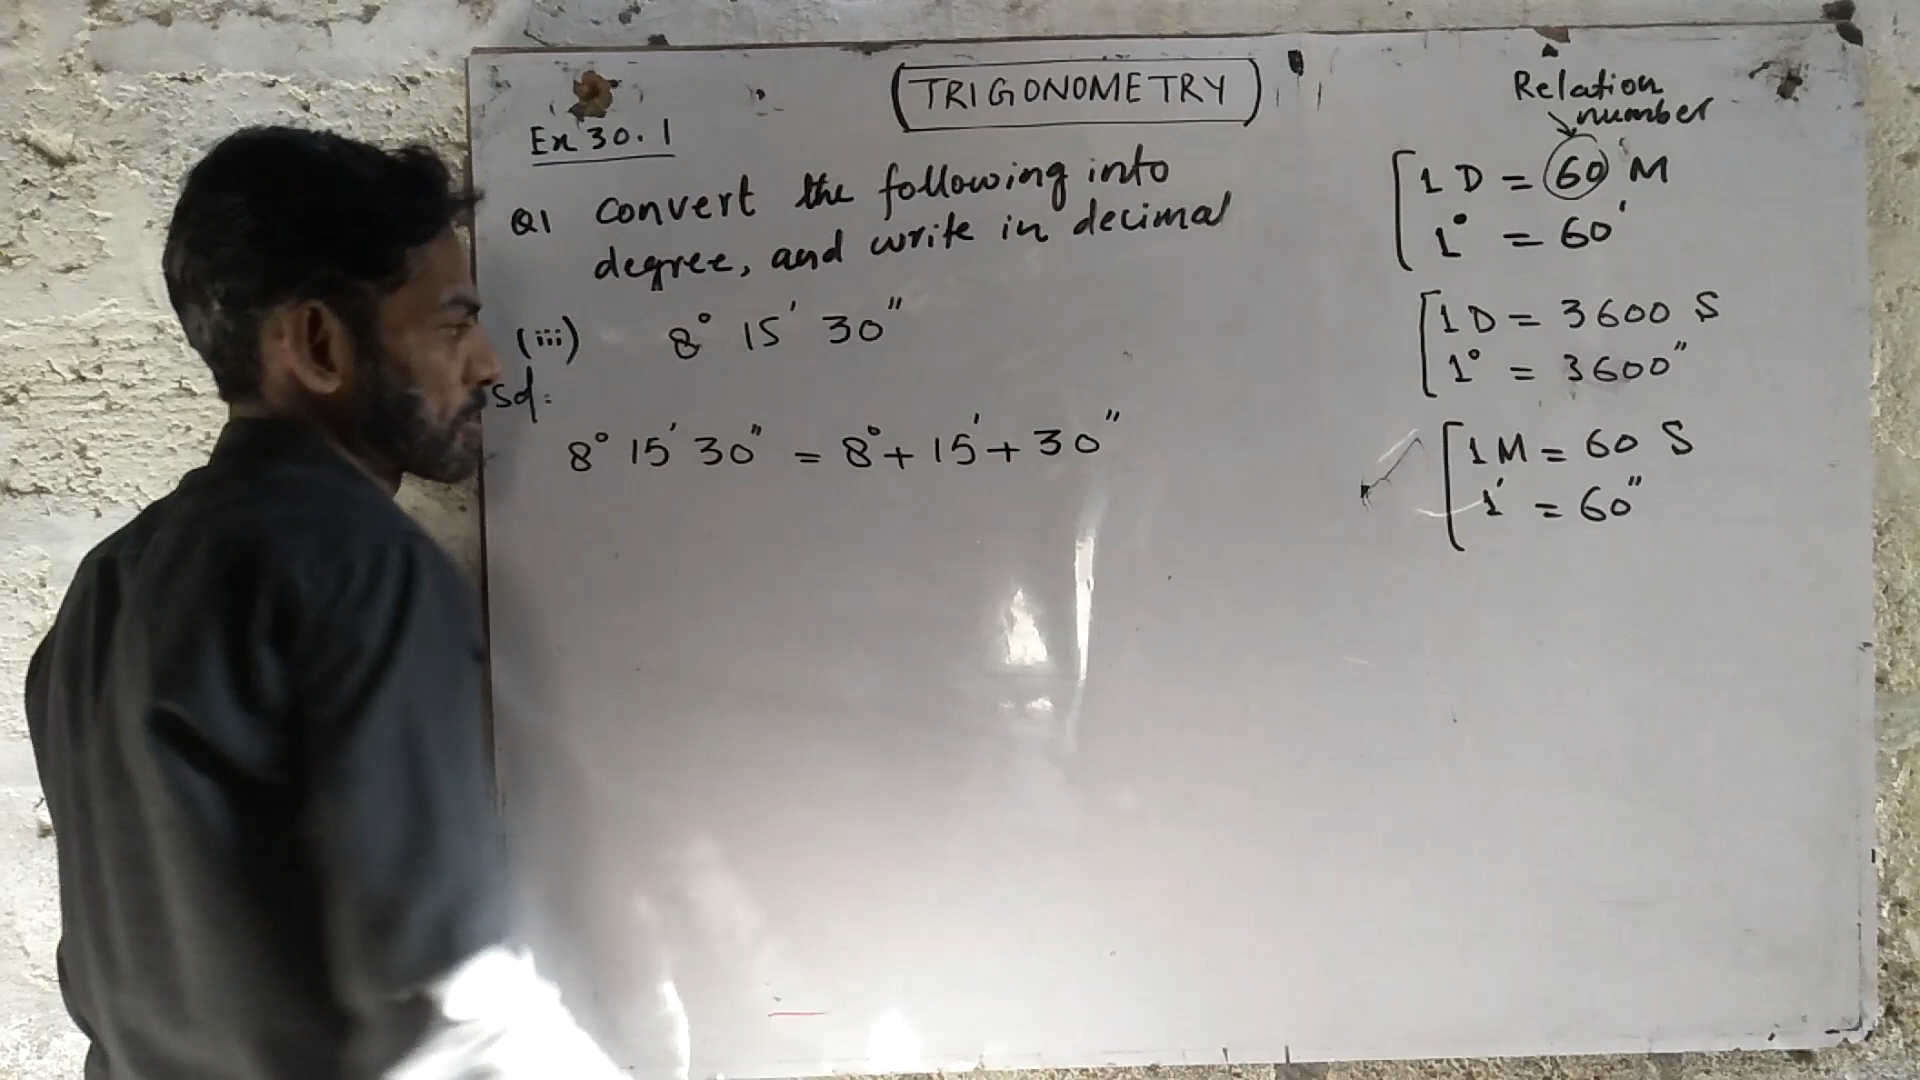 TRIGONOMETRY
Ex 30.1
Q1 convert the following into
degree, and write in decimal
(iii) 8° 15' 30"
Sol:
8° 15' 30" = 8° + 15' + 30"
Relation
number
1 D = 60 M
1° = 60'
1 D = 3600 S
1° = 3600"
1 M = 60 S
1' = 60"